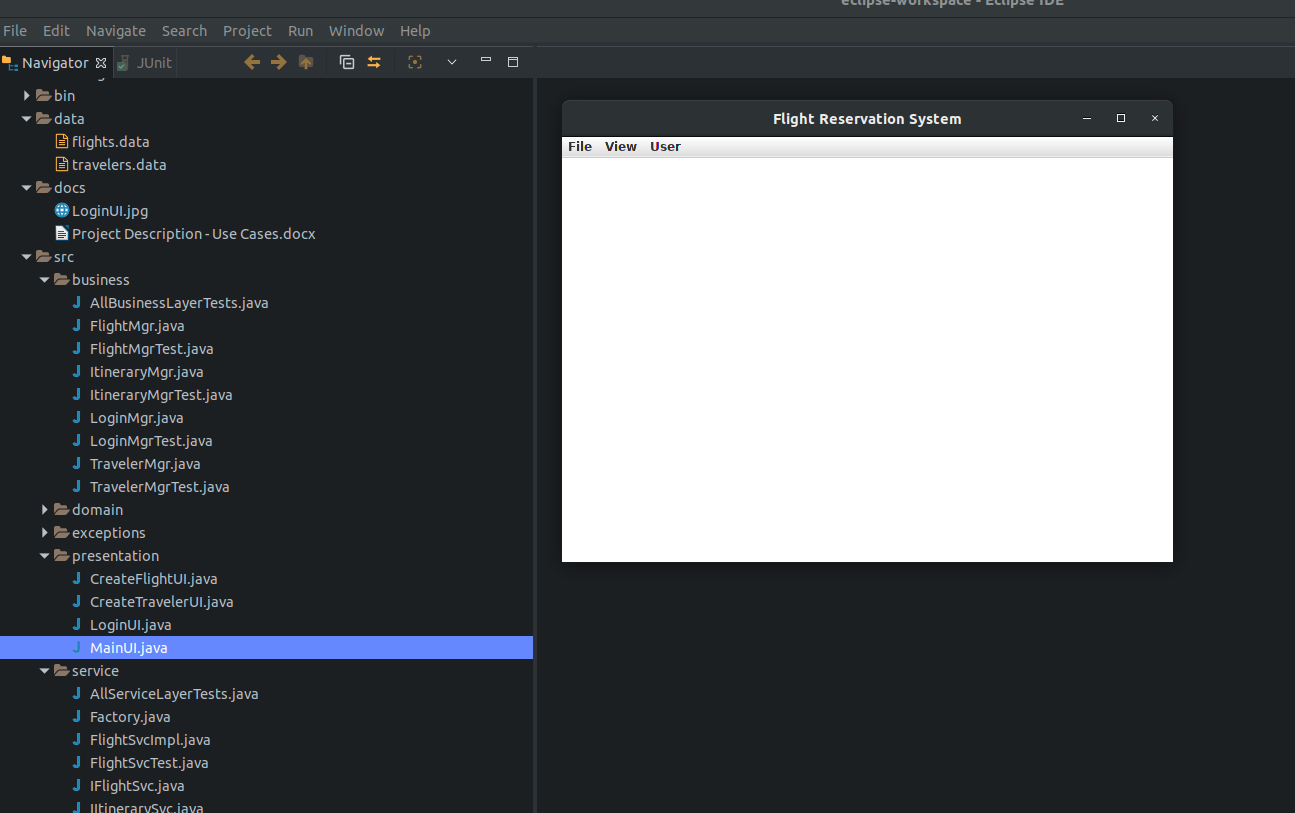 eclipse-workspace - Eclipse IDE
File Edit Navigate Search Project Run Window Help
Navigator JUnit
bin
data
flights.data
travelers.data
docs
LoginUI.jpg
Project Description - Use Cases.docx
src
business
AllBusinessLayerTests.java
FlightMgr.java
FlightMgrTest.java
ItineraryMgr.java
ItineraryMgrTest.java
LoginMgr.java
LoginMgrTest.java
TravelerMgr.java
TravelerMgrTest.java
domain
exceptions
presentation
CreateFlightUI.java
CreateTravelerUI.java
LoginUI.java
MainUI.java
service
AllServiceLayerTests.java
Factory.java
FlightSvcImpl.java
FlightSvcTest.java
IFlightSvc.java
IItinerarySvc.java
Flight Reservation System
File View User